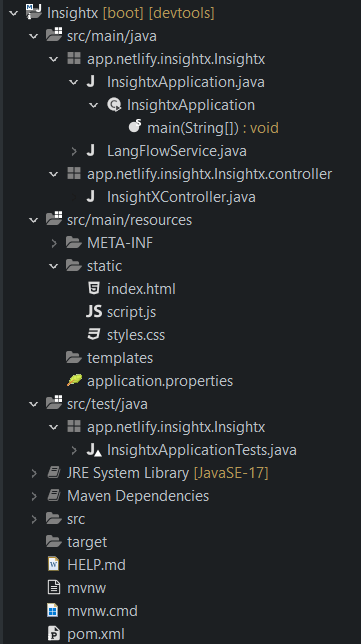 Insightx [boot] [devtools]
src/main/java
app.netlify.insightx.Insightx
InsightxApplication.java
InsightxApplication
main(String[]) : void
LangFlowService.java
app.netlify.insightx.Insightx.controller
InsightXController.java
src/main/resources
META-INF
static
index.html
JS script.js
styles.css
templates
application.properties
src/test/java
app.netlify.insightx.Insightx
InsightxApplicationTests.java
JRE System Library [JavaSE-17]
Maven Dependencies
src
target
HELP.md
mvnw
mvnw.cmd
pom.xml